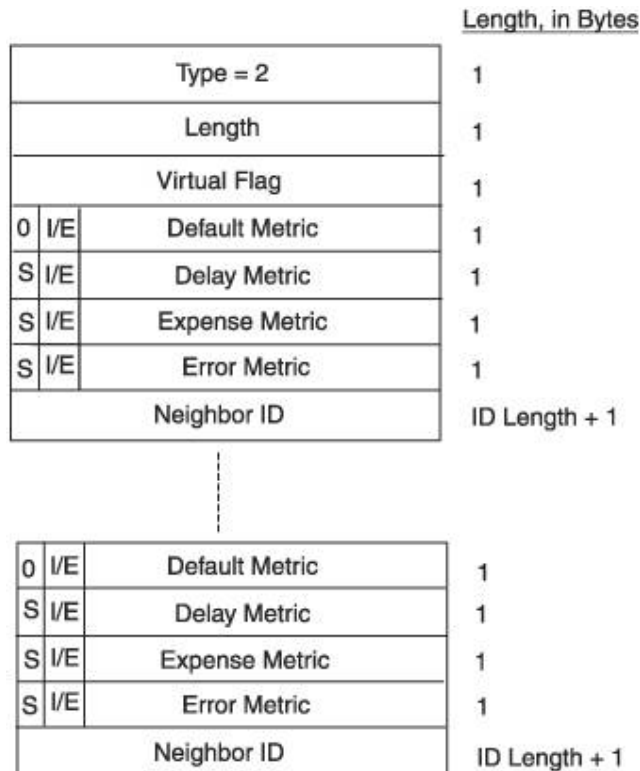 Length, in Bytes
Type = 2 1
Length 1
Virtual Flag 1
0 I/E Default Metric 1
S I/E Delay Metric 1
S I/E Expense Metric 1
S I/E Error Metric 1
Neighbor ID ID Length + 1
0 I/E Default Metric 1
S I/E Delay Metric 1
S I/E Expense Metric 1
S I/E Error Metric 1
Neighbor ID ID Length + 1